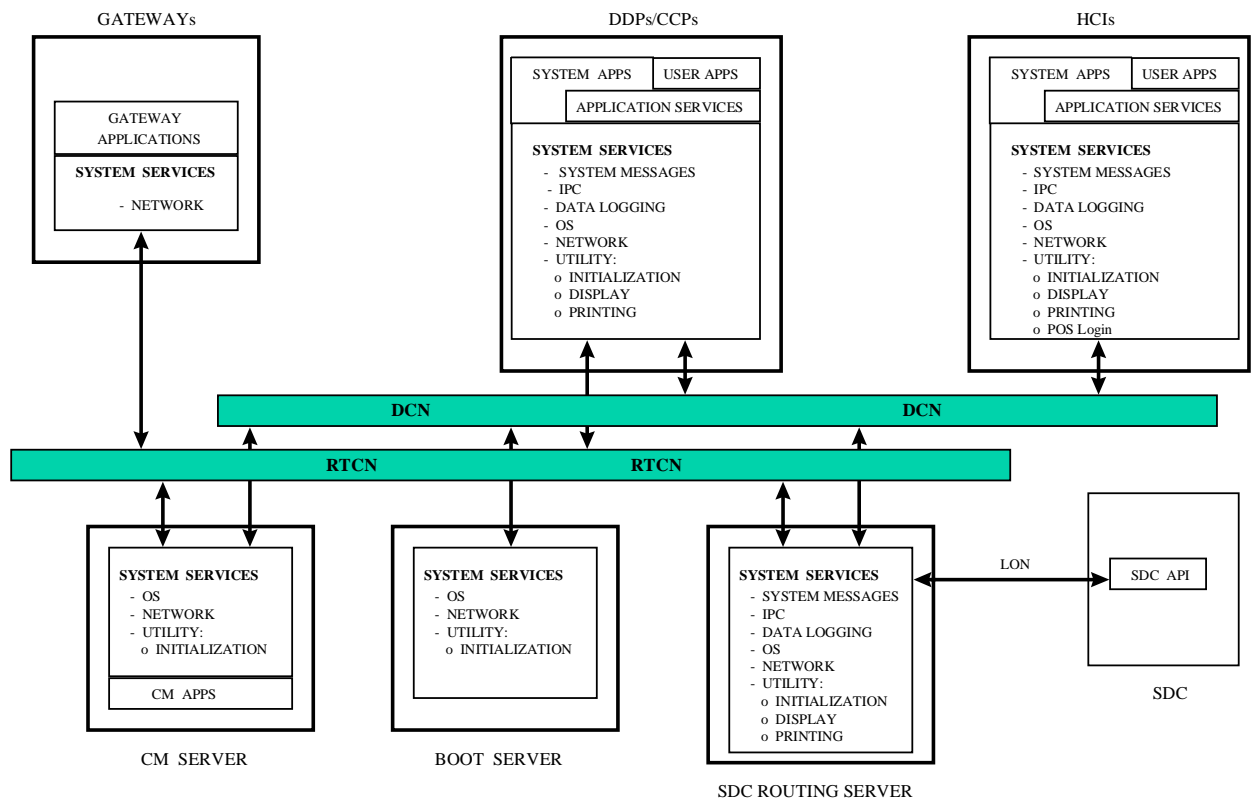 GATEWAYs
GATEWAY
APPLICATIONS
SYSTEM SERVICES
- NETWORK
DDPs/CCPs
SYSTEM APPS
USER APPS
APPLICATION SERVICES
SYSTEM SERVICES
- SYSTEM MESSAGES
- IPC
- DATA LOGGING
- OS
- NETWORK
- UTILITY:
o INITIALIZATION
o DISPLAY
o PRINTING
HCIs
SYSTEM APPS
USER APPS
APPLICATION SERVICES
SYSTEM SERVICES
- SYSTEM MESSAGES
- IPC
- DATA LOGGING
- OS
- NETWORK
- UTILITY:
o INITIALIZATION
o DISPLAY
o PRINTING
o POS Login
DCN
DCN
RTCN
RTCN
SYSTEM SERVICES
- OS
- NETWORK
- UTILITY:
o INITIALIZATION
CM APPS
CM SERVER
SYSTEM SERVICES
- OS
- NETWORK
- UTILITY:
o INITIALIZATION
BOOT SERVER
SYSTEM SERVICES
- SYSTEM MESSAGES
- IPC
- DATA LOGGING
- OS
- NETWORK
- UTILITY:
o INITIALIZATION
o DISPLAY
o PRINTING
SDC ROUTING SERVER
LON
SDC API
SDC